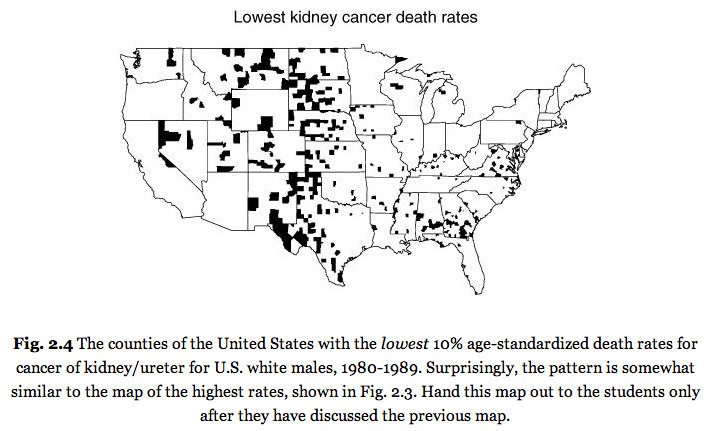 Lowest kidney cancer death rates
Fig. 2.4 The counties of the United States with the lowest 10% age-standardized death rates for
cancer of kidney/ureter for U.S. white males, 1980-1989. Surprisingly, the pattern is somewhat
similar to the map of the highest rates, shown in Fig. 2.3. Hand this map out to the students only
after they have discussed the previous map.